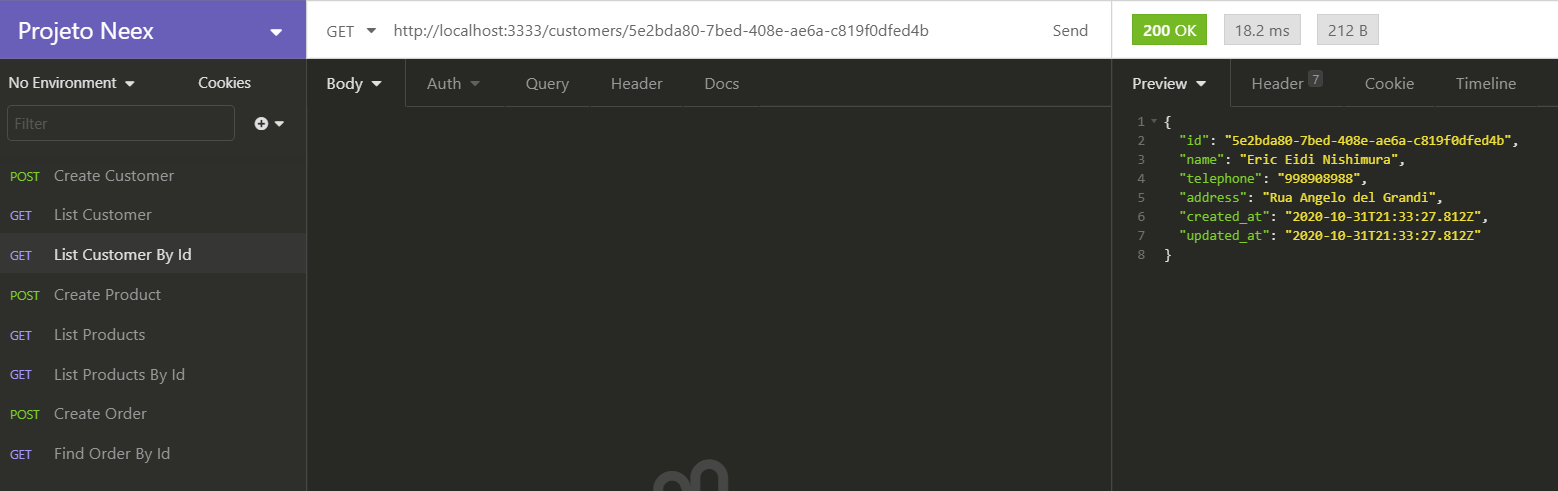 Projeto Neex
No Environment
Cookies
Filter
POST Create Customer
GET List Customer
GET List Customer By Id
POST Create Product
GET List Products
GET List Products By Id
POST Create Order
GET Find Order By Id
GET http://localhost:3333/customers/5e2bda80-7bed-408e-ae6a-c819f0dfed4b Send
Body Auth Query Header Docs
200 OK 18.2 ms 212 B
Preview Header 7 Cookie Timeline
1 {
2 "id": "5e2bda80-7bed-408e-ae6a-c819f0dfed4b",
3 "name": "Eric Eidi Nishimura",
4 "telephone": "998908988",
5 "address": "Rua Angelo del Grandi",
6 "created_at": "2020-10-31T21:33:27.812Z",
7 "updated_at": "2020-10-31T21:33:27.812Z"
8 }